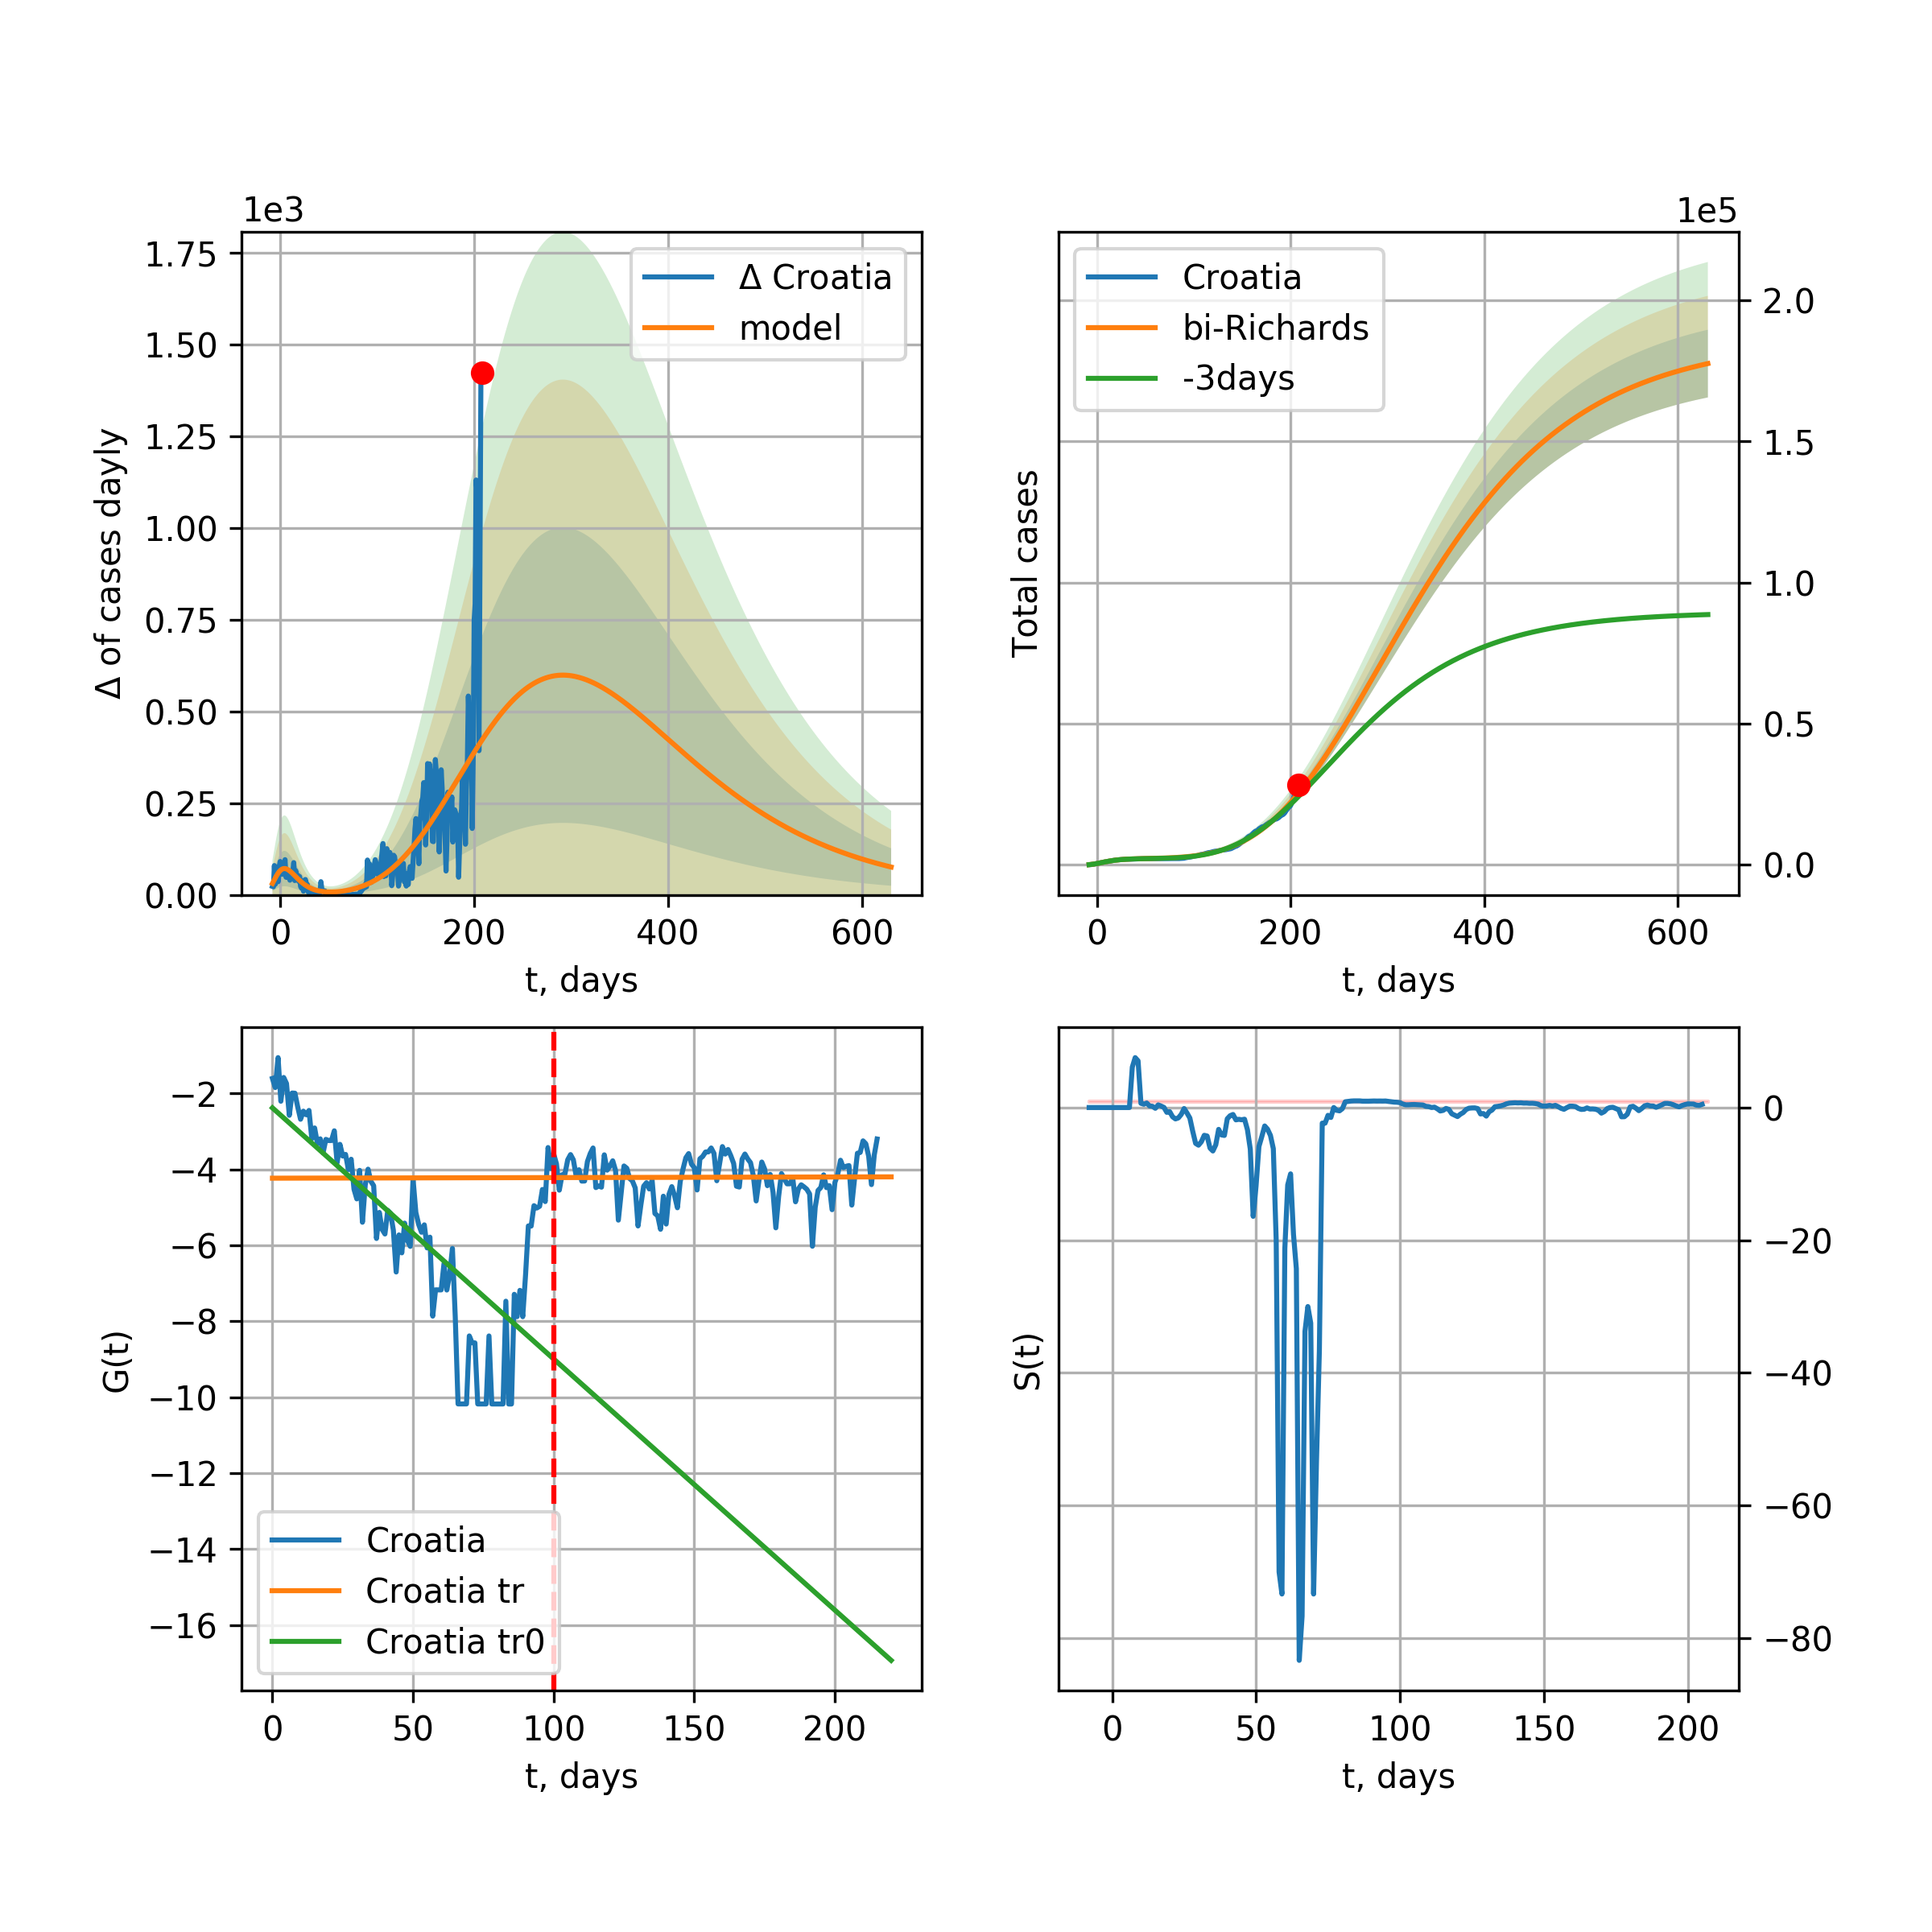 1e3
Δ of cases dayly
1.75
1.50
1.25
1.00
0.75
0.50
0.25
0.00
0 200 400 600
t, days
Δ Croatia
model
1e5
Total cases
2.0
1.5
1.0
0.5
0.0
0 200 400 600
t, days
Croatia
bi-Richards
-3days
G(t)
−2
−4
−6
−8
−10
−12
−14
−16
0 50 100 150 200
t, days
Croatia
Croatia tr
Croatia tr0
S(t)
0
−20
−40
−60
−80
0 50 100 150 200
t, days